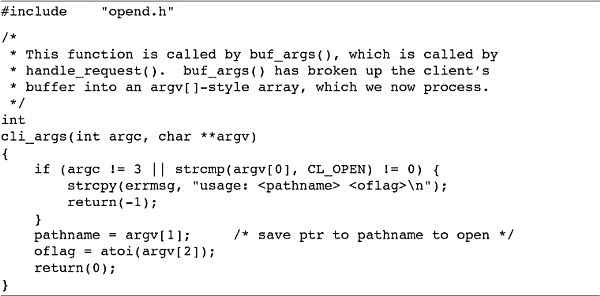 #include    "opend.h"
/*
 * This function is called by buf_args(), which is called by
 * handle_request().  buf_args() has broken up the client's
 * buffer into an argv[]-style array, which we now process.
 */
int
cli_args(int argc, char **argv)
{
    if (argc != 3 || strcmp(argv[0], CL_OPEN) != 0) {
        strcpy(errmsg, "usage: <pathname> <oflag>\n");
        return(-1);
    }
    pathname = argv[1];     /* save ptr to pathname to open */
    oflag = atoi(argv[2]);
    return(0);
}